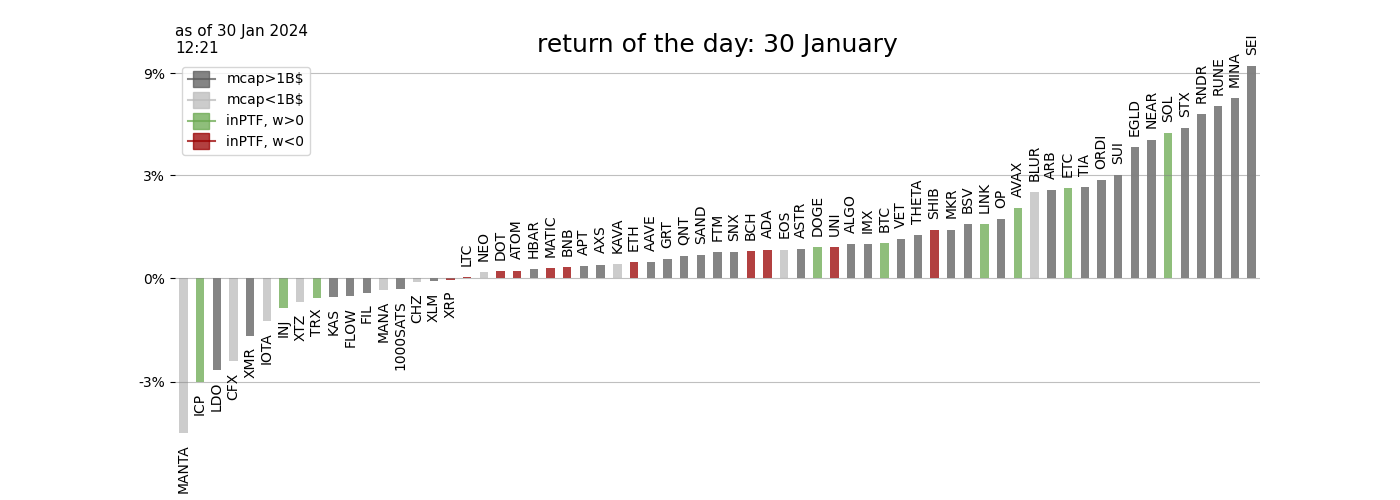 as of 30 Jan 2024
12:21
return of the day: 30 January
mcap>1B$
mcap<1B$
inPTF, w>0
inPTF, w<0
9%
3%
0%
-3%
MANTA
ICP
LDO
CFX
XMR
IOTA
INJ
XTZ
TRX
KAS
FLOW
FIL
MANA
1000SATS
CHZ
XLM
XRP
LTC
NEO
DOT
ATOM
HBAR
MATIC
BNB
APT
AXS
KAVA
ETH
AAVE
GRT
QNT
SAND
FTM
SNX
BCH
ADA
EOS
ASTR
DOGE
UNI
ALGO
IMX
BTC
VET
THETA
SHIB
MKR
BSV
LINK
OP
AVAX
BLUR
ARB
ETC
TIA
ORDI
SUI
EGLD
NEAR
SOL
STX
RNDR
RUNE
MINA
SEI